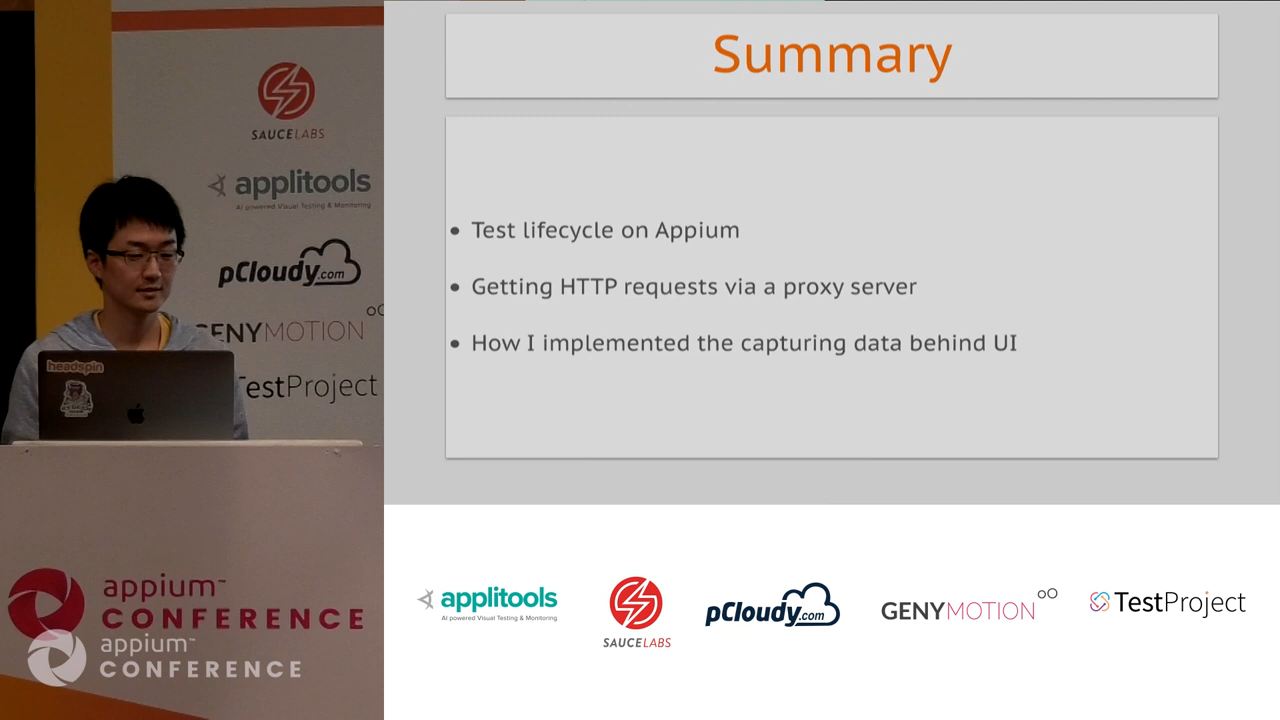 SAUCELABS
applitools
AI powered Visual Testing & Monitoring
pCloudy.com
GENYMOTION
TestProject
headspin
appium™
CONFERENCE
appium™
CONFERENCE
Summary
• Test lifecycle on Appium
• Getting HTTP requests via a proxy server
• How I implemented the capturing data behind UI
applitools
AI powered Visual Testing & Monitoring
SAUCELABS
pCloudy.com
GENYMOTION
TestProject